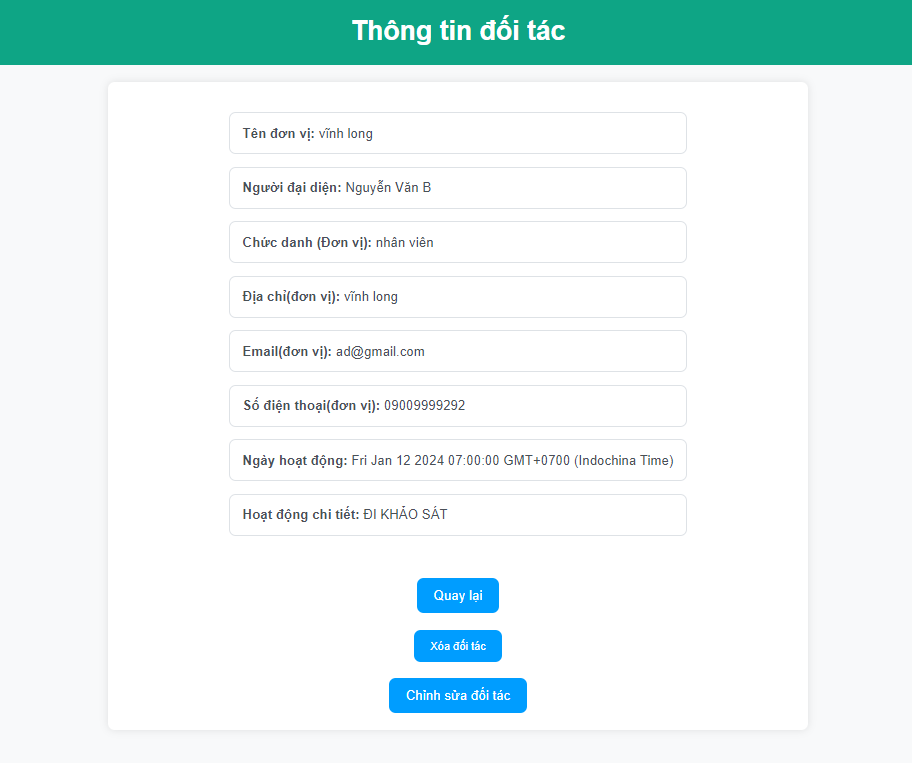 Thông tin đối tác
Tên đơn vị: vĩnh long
Người đại diện: Nguyễn Văn B
Chức danh (Đơn vị): nhân viên
Địa chỉ(đơn vị): vĩnh long
Email(đơn vị): ad@gmail.com
Số điện thoại(đơn vị): 09009999292
Ngày hoạt động: Fri Jan 12 2024 07:00:00 GMT+0700 (Indochina Time)
Hoạt động chi tiết: ĐI KHẢO SÁT
Quay lại
Xóa đối tác
Chỉnh sửa đối tác